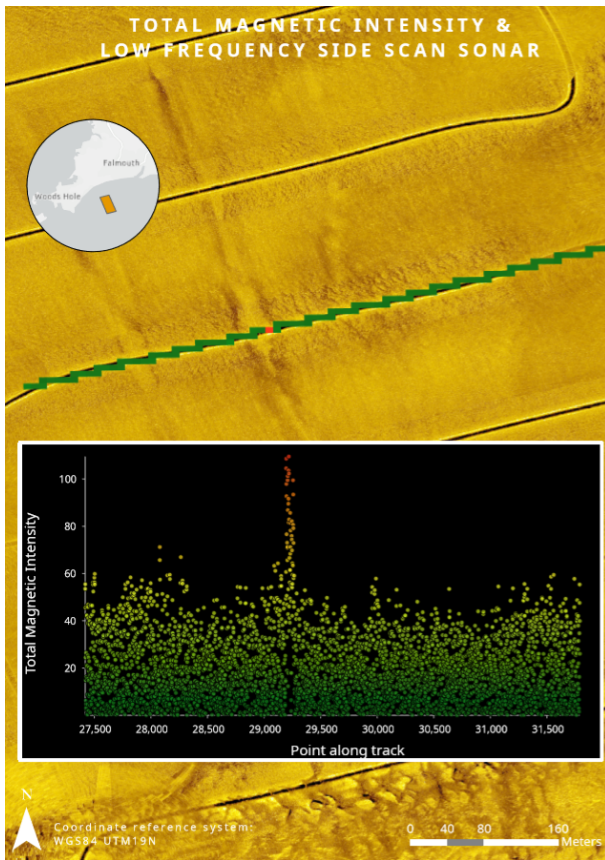 TOTAL MAGNETIC INTENSITY &
LOW FREQUENCY SIDE SCAN SONAR
Falmouth
Woods Hole
Total Magnetic Intensity
100
80
60
40
20
27,500 28,000 28,500 29,000 29,500 30,000 30,500 31,000 31,500
Point along track
N
Coordinate reference system:
WGS84 UTM19N
0 40 80 160
Meters